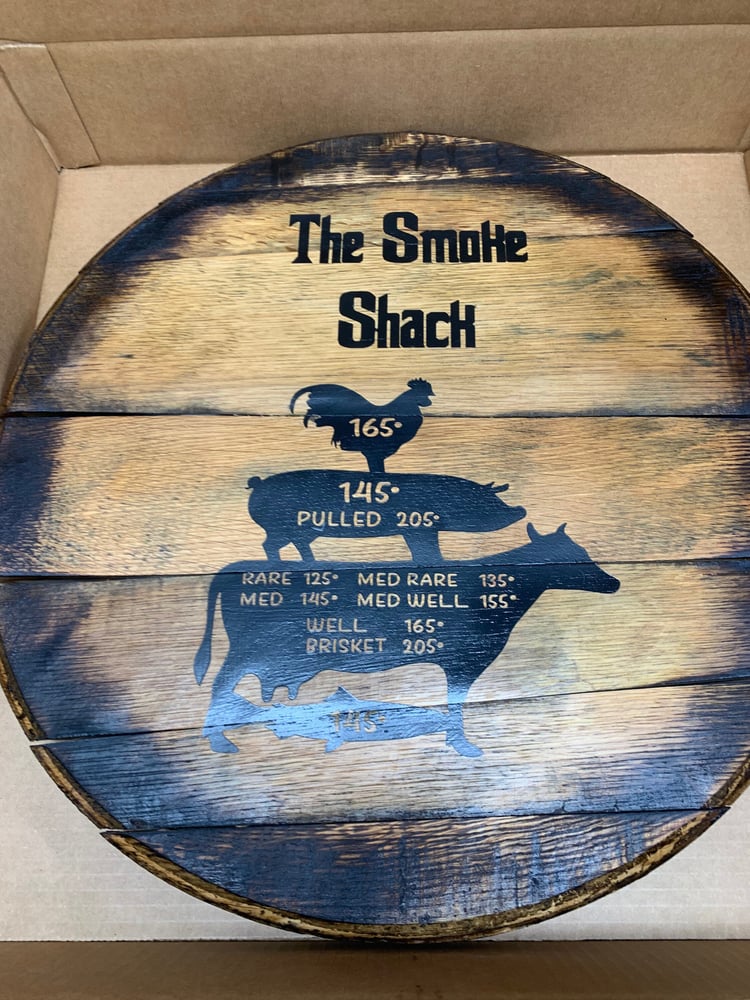 The Smoke
Shack
165°
145°
PULLED 205°
RARE 125° MED RARE 135°
MED 145° MED WELL 155°
WELL 165°
BRISKET 205°
145°